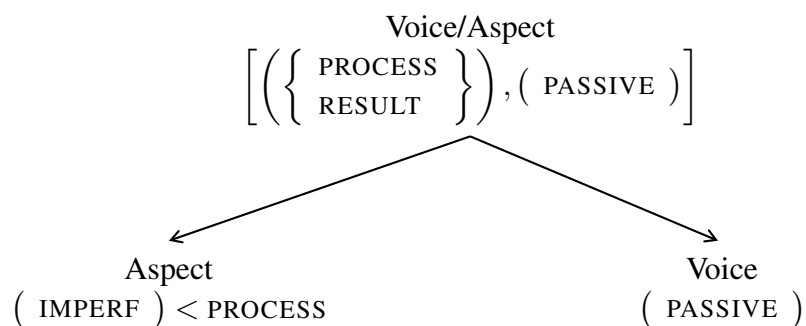 Voice/Aspect
[({ PROCESS RESULT }), ( PASSIVE )]
Aspect
( IMPERF ) < PROCESS
Voice
( PASSIVE )